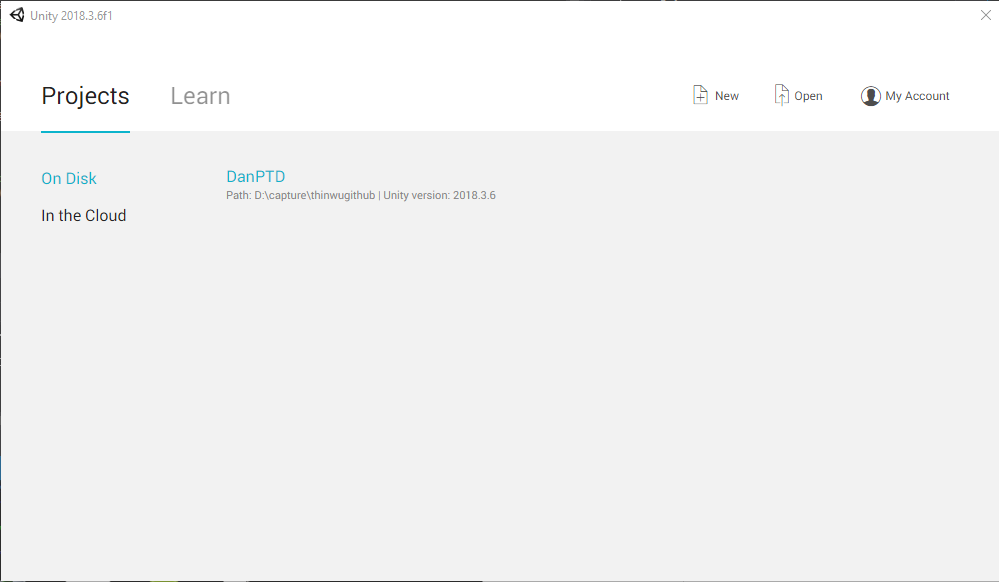 Unity 2018.3.6f1
Projects Learn New Open My Account
On Disk
In the Cloud
DanPTD
Path: D:\capture\thinwugithub | Unity version: 2018.3.6